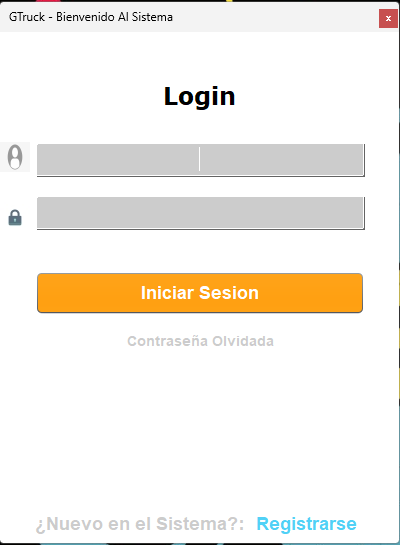 GTruck - Bienvenido Al Sistema
x
Login
Iniciar Sesion
Contraseña Olvidada
¿Nuevo en el Sistema?: Registrarse